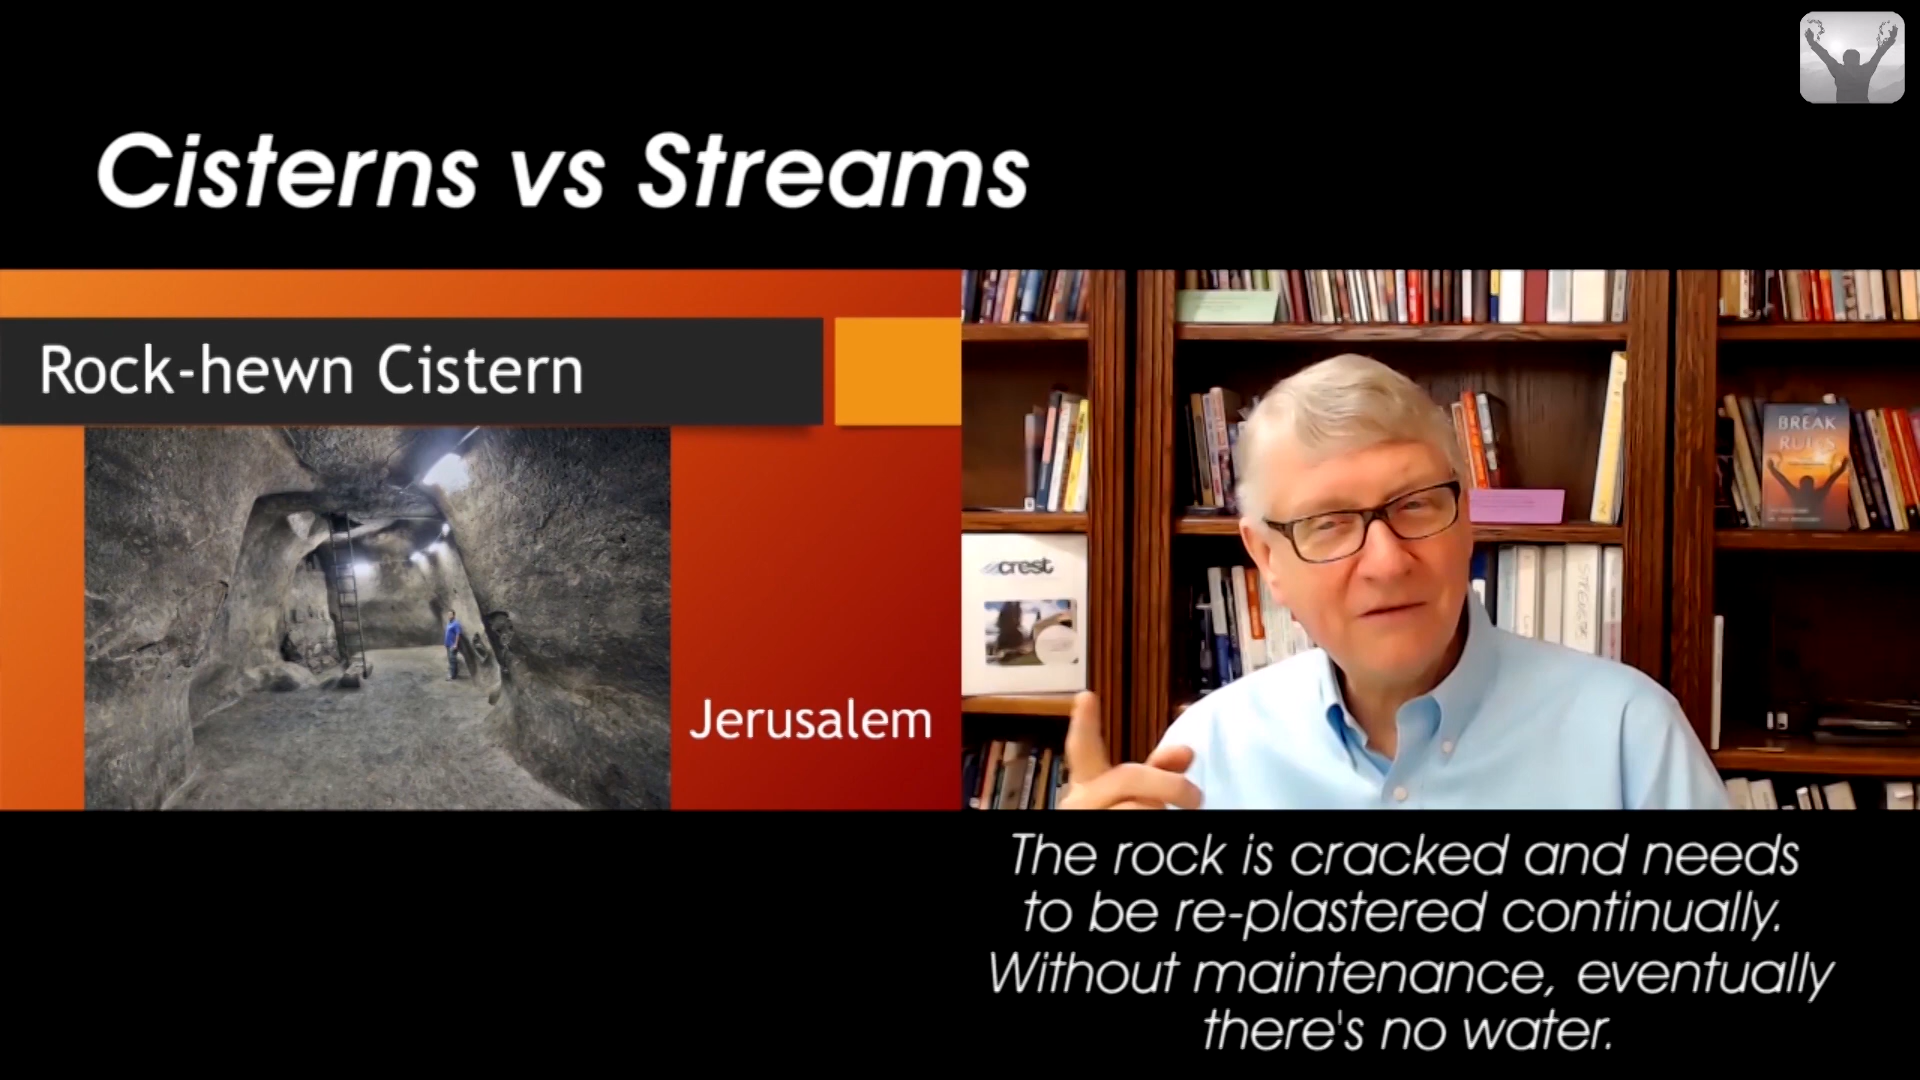 Cisterns vs Streams
Rock-hewn Cistern
Jerusalem
BREAK
RULES
crest
The rock is cracked and needs
to be re-plastered continually.
Without maintenance, eventually
there's no water.